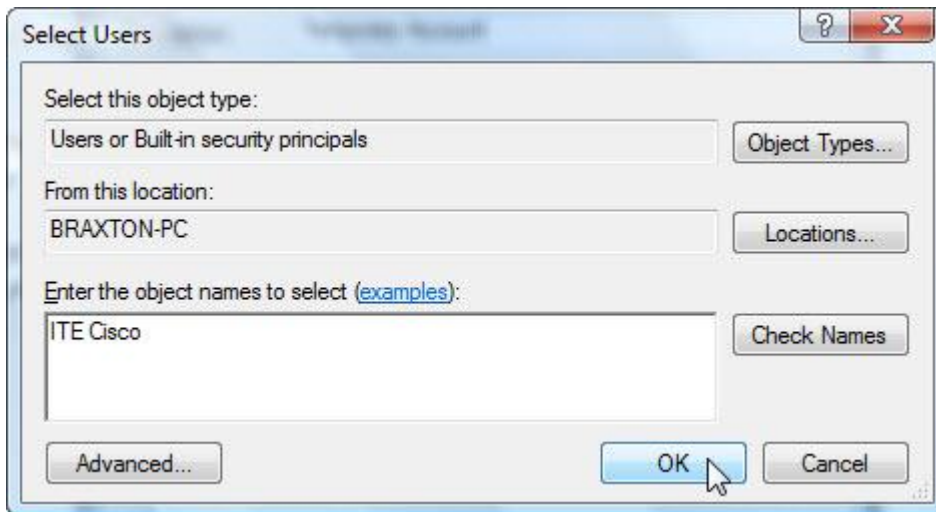 Select Users
Select this object type:
Users or Built-in security principals
Object Types...
From this location:
BRAXTON-PC
Locations...
Enter the object names to select (examples):
ITE Cisco
Check Names
Advanced...
OK
Cancel